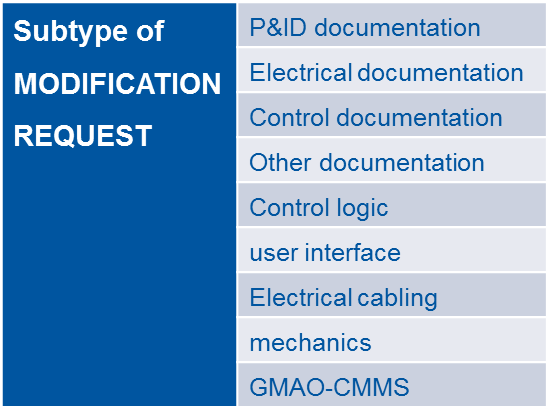 Subtype of
MODIFICATION
REQUEST
P&ID documentation
Electrical documentation
Control documentation
Other documentation
Control logic
user interface
Electrical cabling
mechanics
GMAO-CMMS